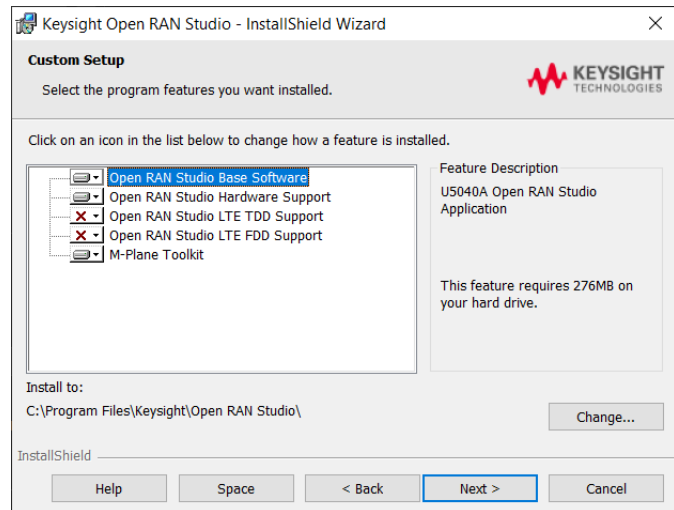 Keysight Open RAN Studio - InstallShield Wizard
Custom Setup
Select the program features you want installed.
KEYSIGHT
TECHNOLOGIES
Click on an icon in the list below to change how a feature is installed.
Open RAN Studio Base Software
Open RAN Studio Hardware Support
Open RAN Studio LTE TDD Support
Open RAN Studio LTE FDD Support
M-Plane Toolkit
Feature Description
U5040A Open RAN Studio
Application
This feature requires 276MB on
your hard drive.
Install to:
C:\Program Files\Keysight\Open RAN Studio\
Change...
InstallShield
Help
Space
< Back
Next >
Cancel